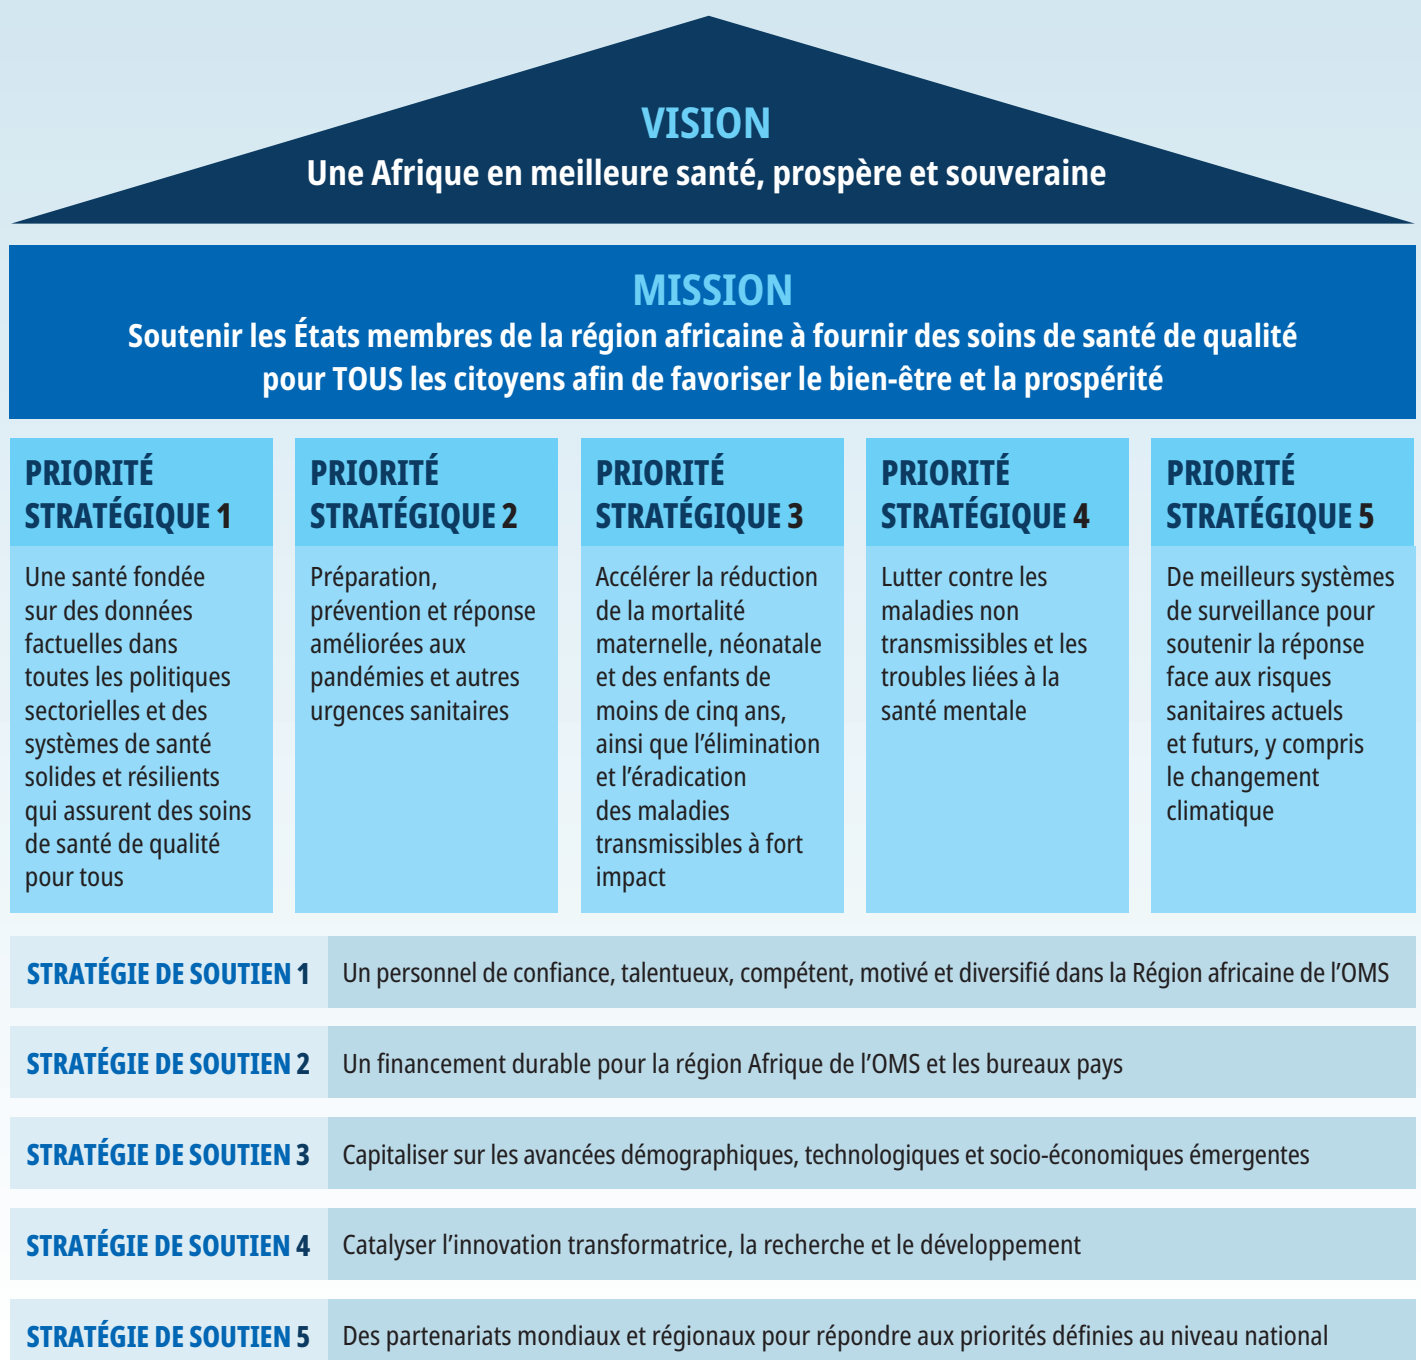 VISION
Une Afrique en meilleure santé, prospère et souveraine
MISSION
Soutenir les États membres de la région africaine à fournir des soins de santé de qualité
pour TOUS les citoyens afin de favoriser le bien-être et la prospérité
PRIORITÉ
STRATÉGIQUE 1
Une santé fondée
sur des données
factuelles dans
toutes les politiques
sectorielles et des
systèmes de santé
solides et résilients
qui assurent des soins
de santé de qualité
pour tous
PRIORITÉ
STRATÉGIQUE 2
Préparation,
prévention et réponse
améliorées aux
pandémies et autres
urgences sanitaires
PRIORITÉ
STRATÉGIQUE 3
Accélérer la réduction
de la mortalité
maternelle, néonatale
et des enfants de
moins de cinq ans,
ainsi que l’élimination
et l’éradication
des maladies
transmissibles à fort
impact
PRIORITÉ
STRATÉGIQUE 4
Lutter contre les
maladies non
transmissibles et les
troubles liées à la
santé mentale
PRIORITÉ
STRATÉGIQUE 5
De meilleurs systèmes
de surveillance pour
soutenir la réponse
face aux risques
sanitaires actuels
et futurs, y compris
le changement
climatique
STRATÉGIE DE SOUTIEN 1
Un personnel de confiance, talentueux, compétent, motivé et diversifié dans la Région africaine de l’OMS
STRATÉGIE DE SOUTIEN 2
Un financement durable pour la région Afrique de l’OMS et les bureaux pays
STRATÉGIE DE SOUTIEN 3
Capitaliser sur les avancées démographiques, technologiques et socio-économiques émergentes
STRATÉGIE DE SOUTIEN 4
Catalyser l’innovation transformatrice, la recherche et le développement
STRATÉGIE DE SOUTIEN 5
Des partenariats mondiaux et régionaux pour répondre aux priorités définies au niveau national